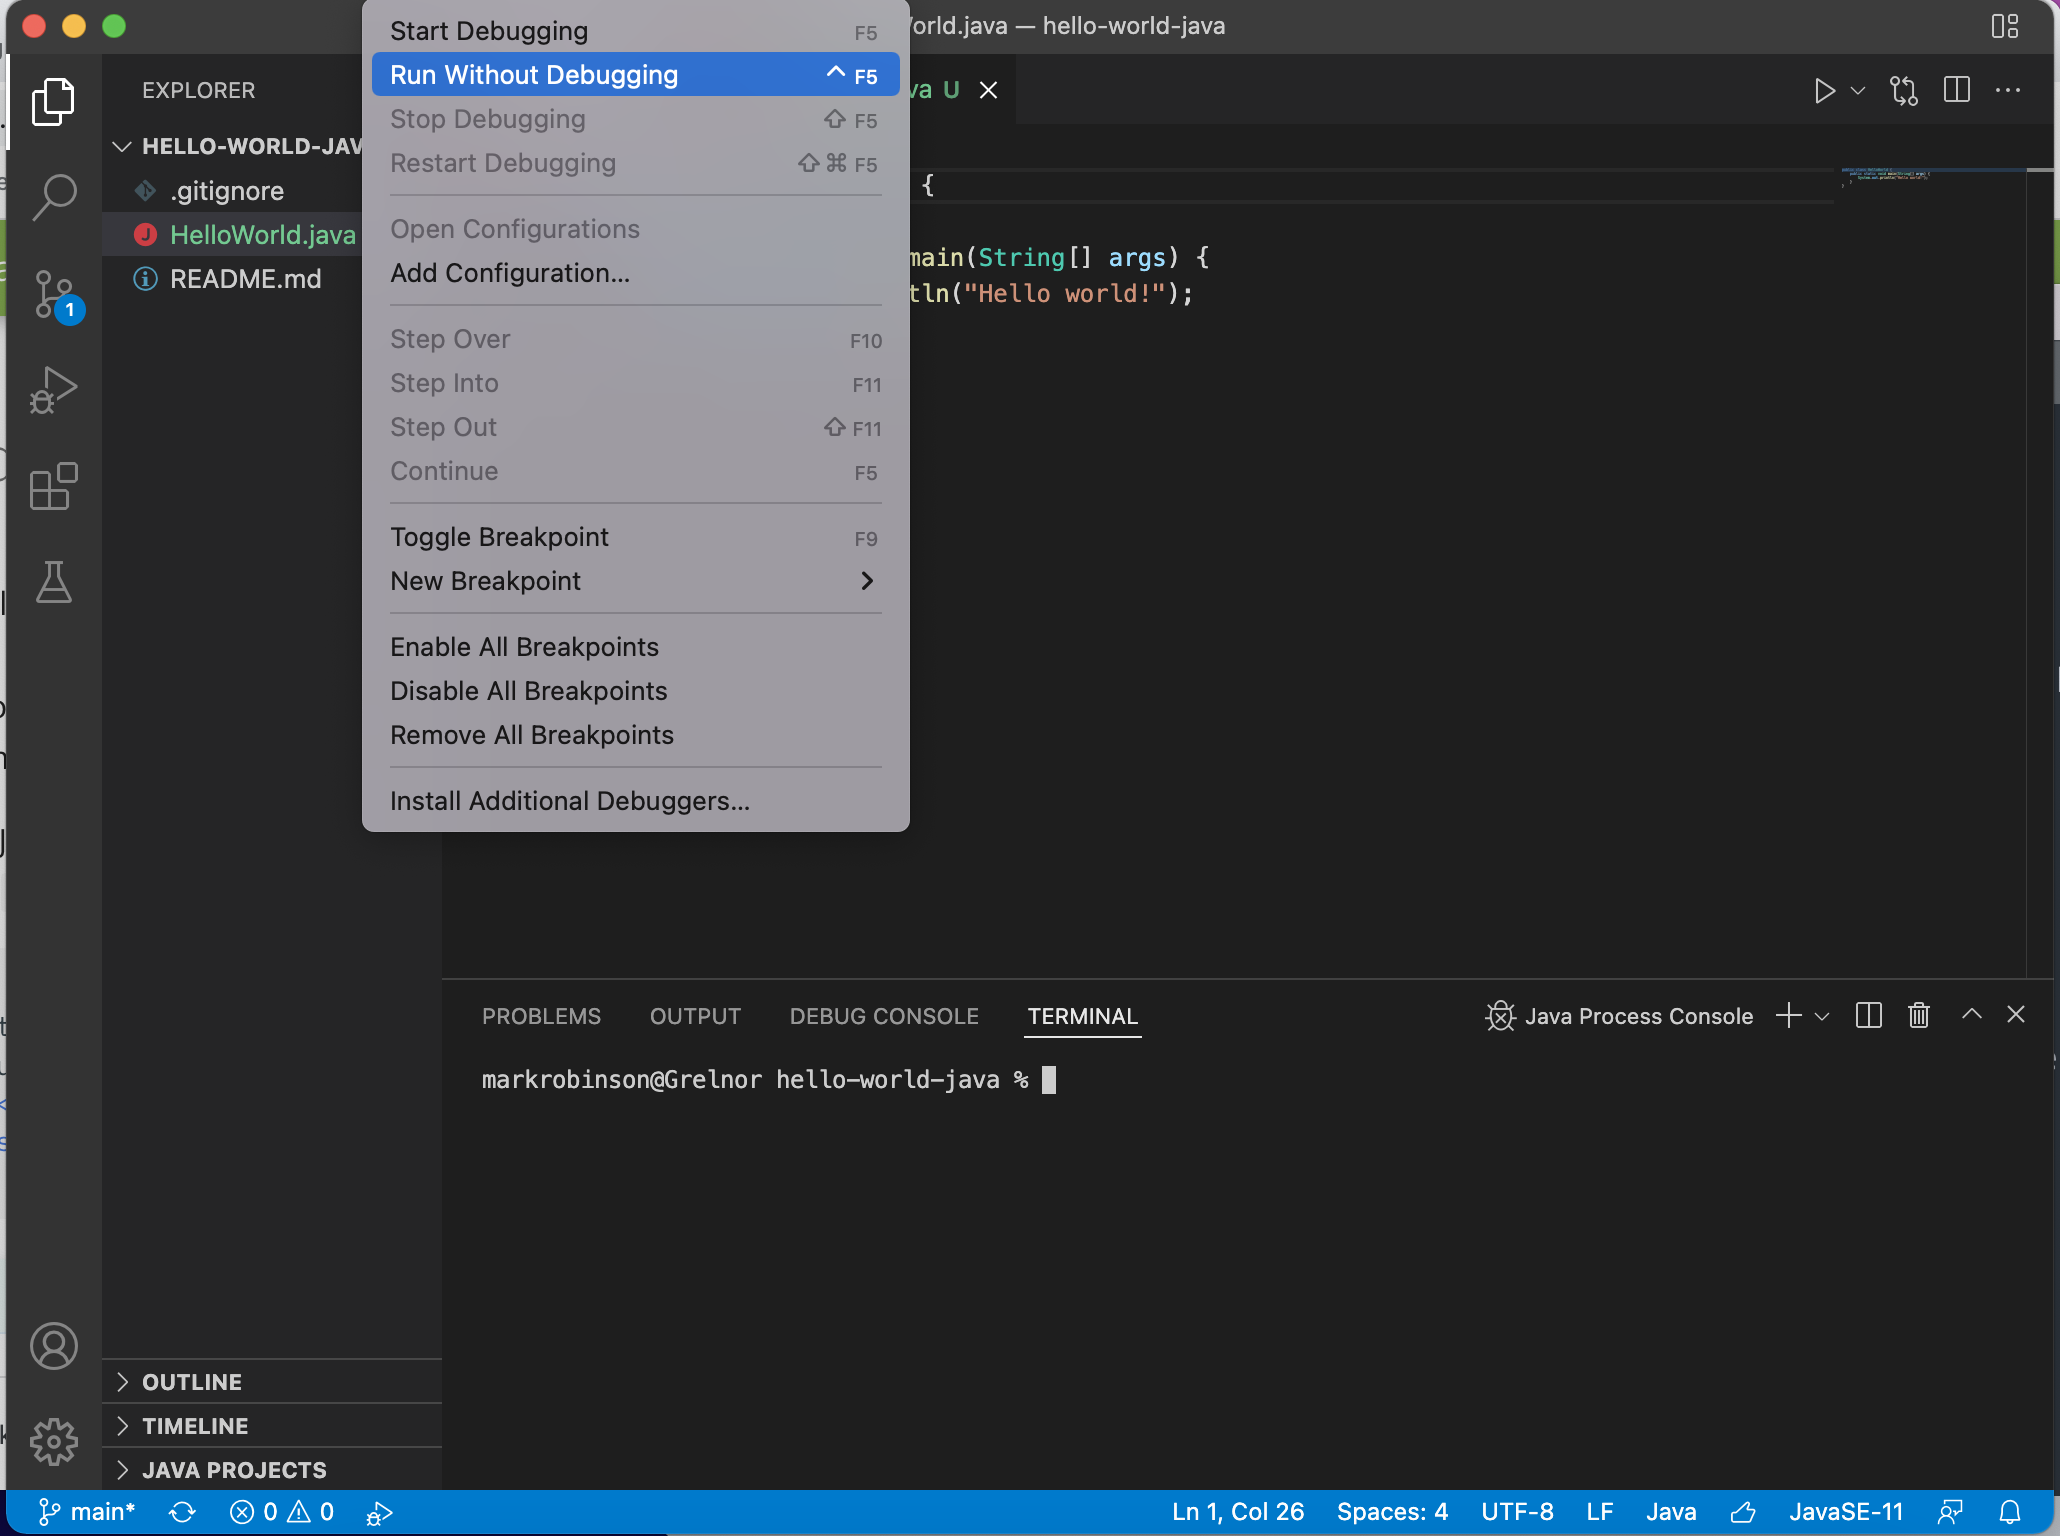 orld.java — hello-world-java
EXPLORER
HELLO-WORLD-JAV
.gitignore
HelloWorld.java
README.md
1
Start Debugging F5
Run Without Debugging ^ F5
Stop Debugging ⇧ F5
Restart Debugging ⇧ ⌘ F5
Open Configurations
Add Configuration...
Step Over F10
Step Into F11
Step Out ⇧ F11
Continue F5
Toggle Breakpoint F9
New Breakpoint
Enable All Breakpoints
Disable All Breakpoints
Remove All Breakpoints
Install Additional Debuggers...
va U
{
main(String[] args) {
tln("Hello world!");
PROBLEMS OUTPUT DEBUG CONSOLE TERMINAL
Java Process Console
markrobinson@Grelnor hello-world-java %
OUTLINE
TIMELINE
JAVA PROJECTS
main* 0 0 Ln 1, Col 26 Spaces: 4 UTF-8 LF Java JavaSE-11